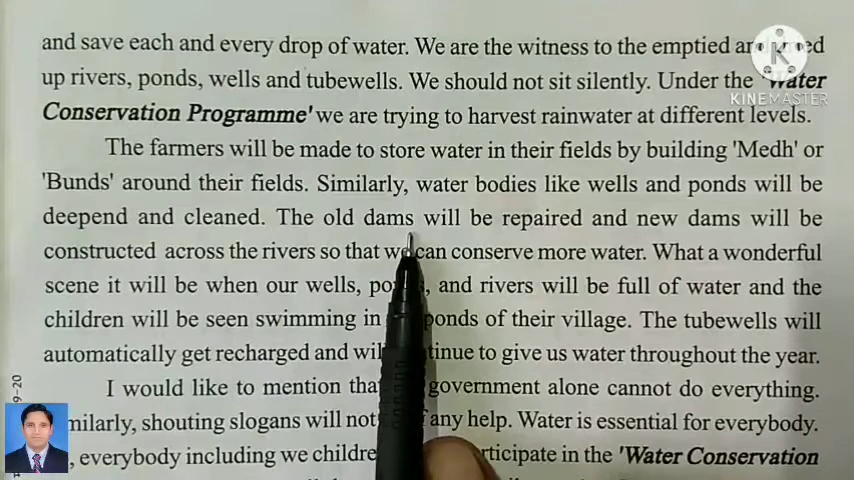 and save each and every drop of water. We are the witness to the emptied
up rivers, ponds, wells and tubewells. We should not sit silently. Under the 'Water
KINEMASTER
Conservation Programme' we are trying to harvest rainwater at different levels.
The farmers will be made to store water in their fields by building 'Medh' or
'Bunds' around their fields. Similarly, water bodies like wells and ponds will be
deepend and cleaned. The old dams will be repaired and new dams will be
constructed across the rivers so that we can conserve more water. What a wonderful
scene it will be when our wells, and rivers will be full of water and the
children will be seen swimming in ponds of their village. The tubewells will
automatically get recharged and to give us water throughout the year.
I would like to mention government alone cannot do everything.
shouting slogans will not any help. Water is essential for everybody.
everybody including we in the 'Water Conservation
9-20